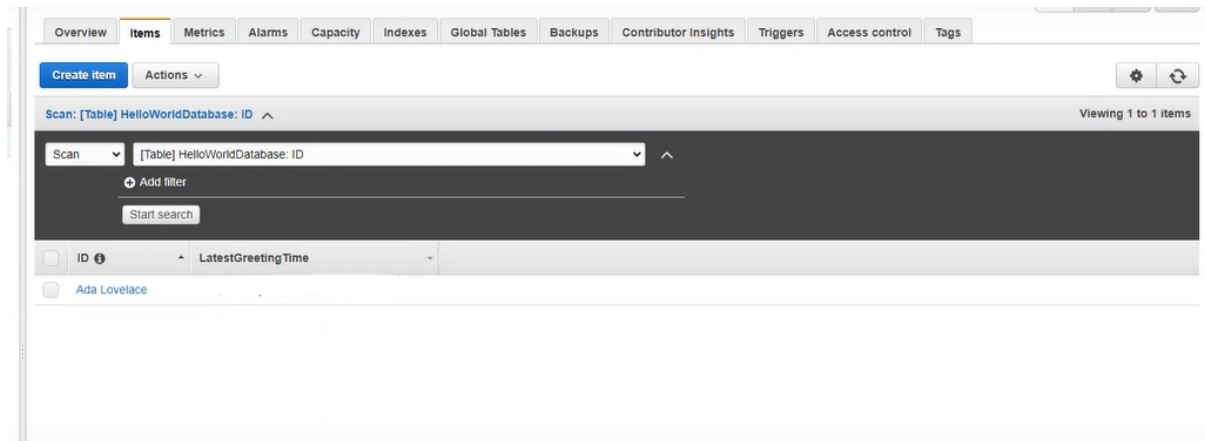 Overview Items Metrics Alarms Capacity Indexes Global Tables Backups Contributor Insights Triggers Access control Tags
Create item Actions
Scan: [Table] HelloWorldDatabase: ID Viewing 1 to 1 items
Scan [Table] HelloWorldDatabase: ID
Add filter
Start search
ID LatestGreetingTime
Ada Lovelace